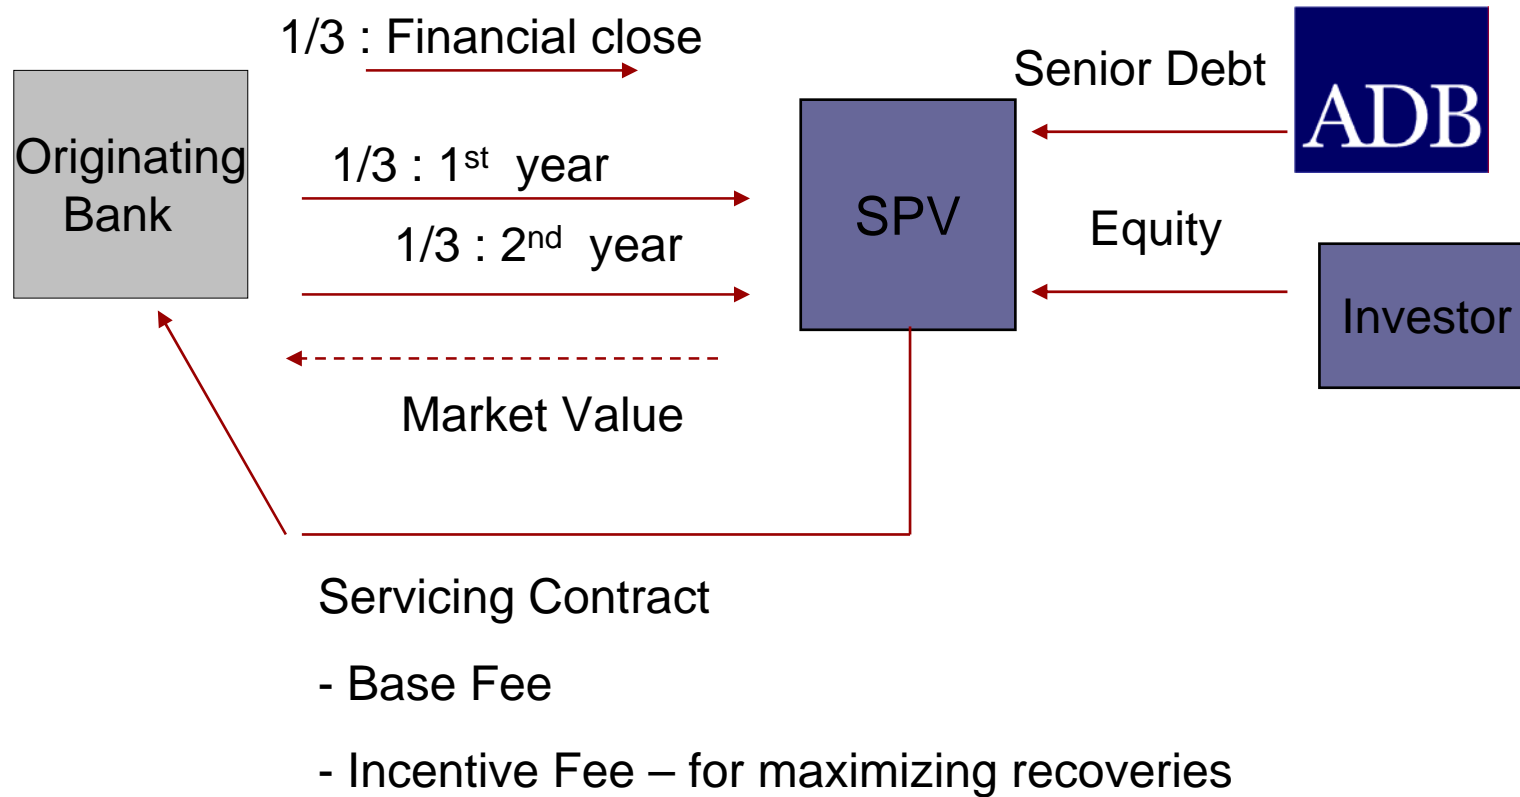 1/3 : Financial close
Senior Debt
ADB
Originating
Bank
1/3 : 1st year
SPV
Equity
1/3 : 2nd year
Investor
Market Value
Servicing Contract
- Base Fee
- Incentive Fee – for maximizing recoveries